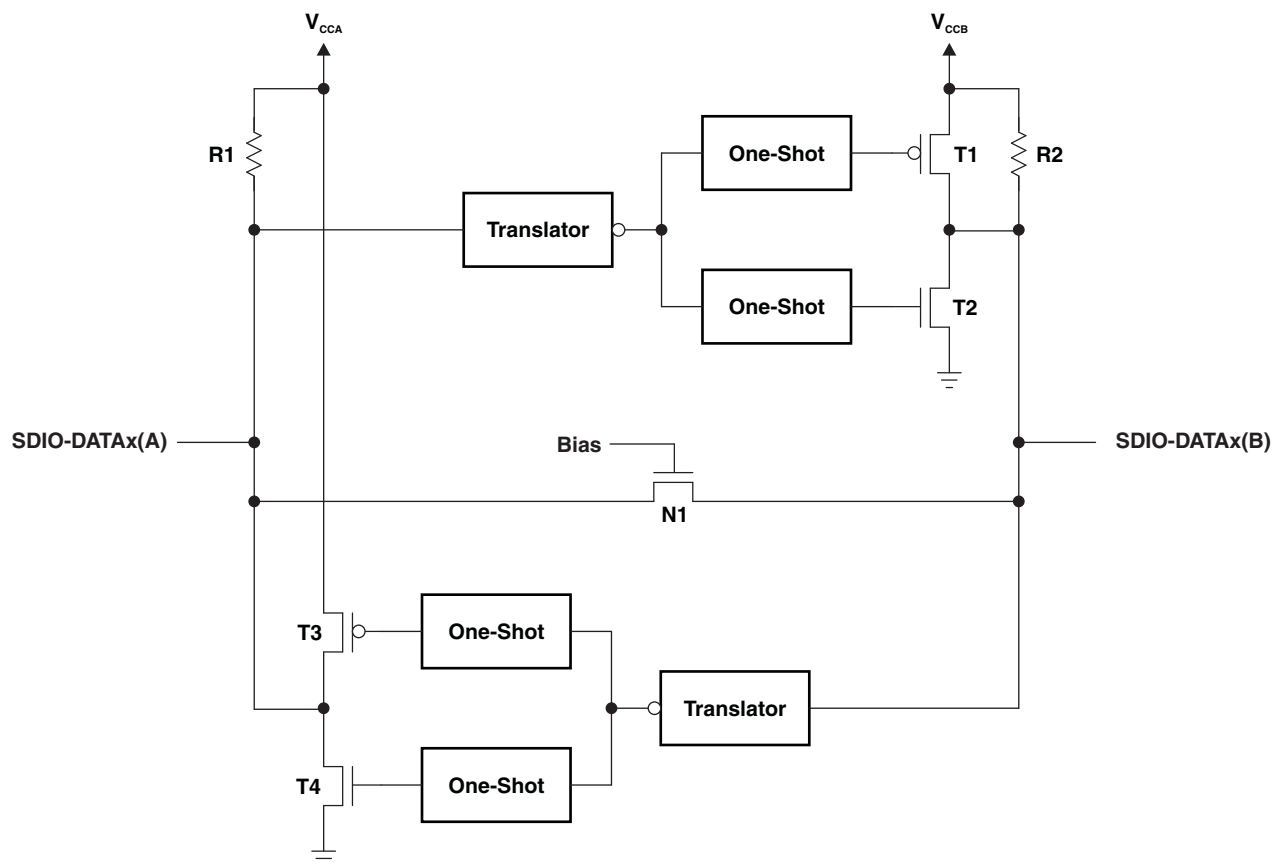 VCCA
VCCB
R1
One-Shot
T1
R2
Translator
One-Shot
T2
SDIO-DATAx(A)
Bias
SDIO-DATAx(B)
N1
T3
One-Shot
Translator
T4
One-Shot